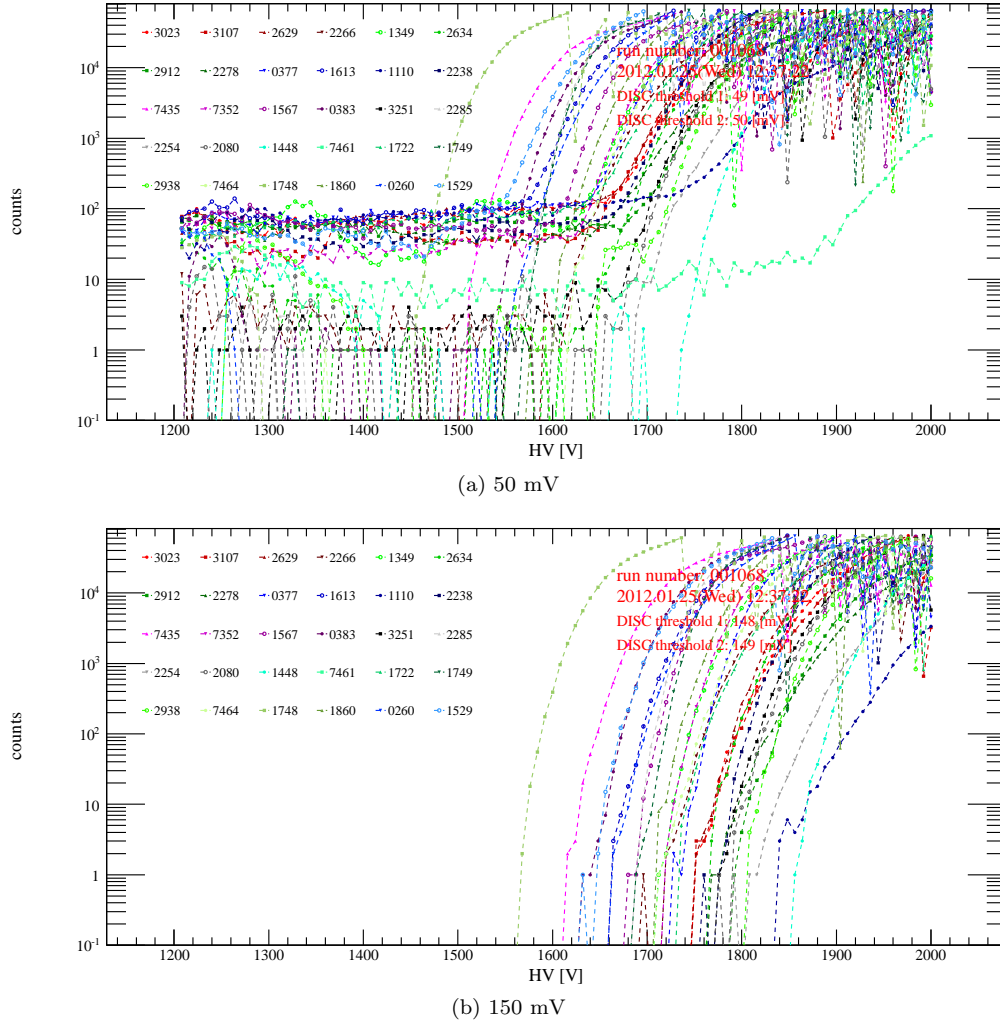 10^4
10^3
10^2
10
1
10^-1
counts
3023 3107 2629 2266 1349 2634
2912 2278 0377 1613 1110 2238
7435 7352 1567 0383 3251 2285
2254 2080 1448 7461 1722 1749
2938 7464 1748 1860 0260 1529
run number: 001068
2012.01.25(Wed) 12:37:22
DISC threshold 1: 49 [mV]
DISC threshold 2: 50 [mV]
1200 1300 1400 1500 1600 1700 1800 1900 2000
HV [V]
(a) 50 mV
10^4
10^3
10^2
10
1
10^-1
counts
3023 3107 2629 2266 1349 2634
2912 2278 0377 1613 1110 2238
7435 7352 1567 0383 3251 2285
2254 2080 1448 7461 1722 1749
2938 7464 1748 1860 0260 1529
run number: 001068
2012.01.25(Wed) 12:37:22
DISC threshold 1: 148 [mV]
DISC threshold 2: 149 [mV]
1200 1300 1400 1500 1600 1700 1800 1900 2000
HV [V]
(b) 150 mV